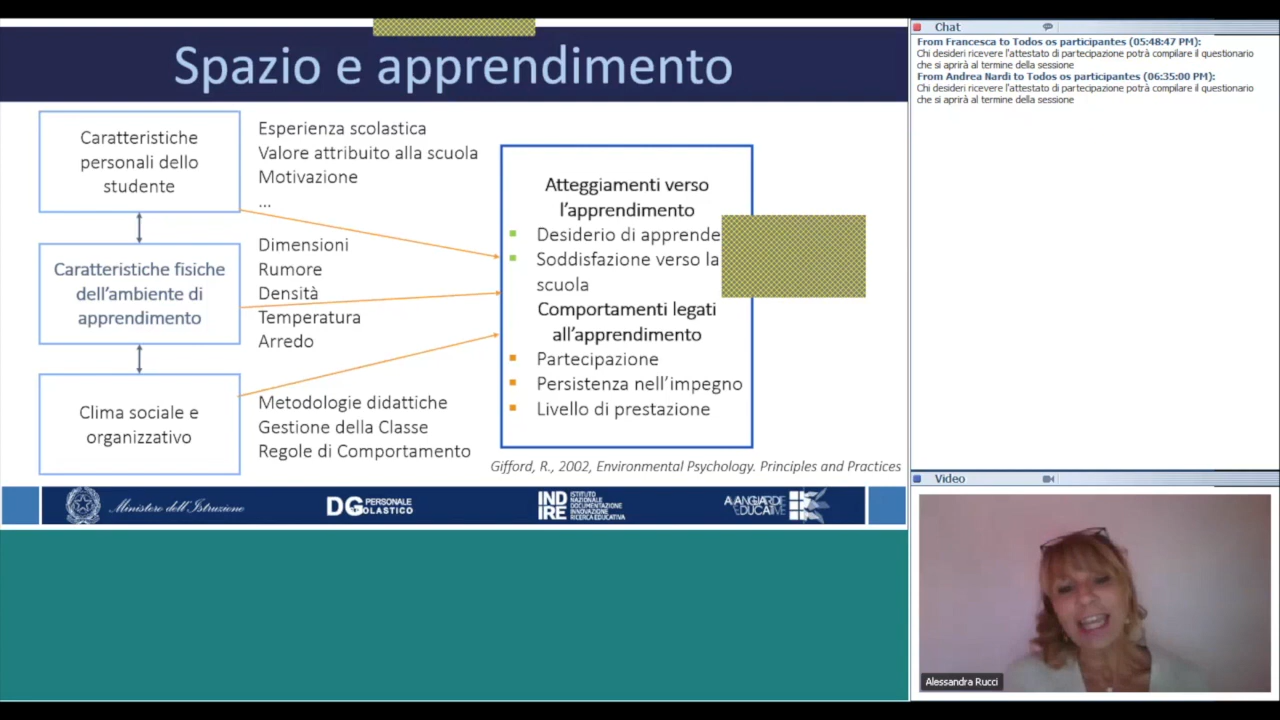 Spazio e apprendimento
Caratteristiche
personali dello
studente
Esperienza scolastica
Valore attribuito alla scuola
Motivazione
...
Caratteristiche fisiche
dell'ambiente di
apprendimento
Dimensioni
Rumore
Densità
Temperatura
Arredo
Clima sociale e
organizzativo
Metodologie didattiche
Gestione della Classe
Regole di Comportamento
Atteggiamenti verso
l'apprendimento
Desiderio di apprende
Soddisfazione verso la
scuola
Comportamenti legati
all'apprendimento
Partecipazione
Persistenza nell'impegno
Livello di prestazione
Gifford, R., 2002, Environmental Psychology. Principles and Practices
Ministero dell'Istruzione
DG PERSONALE
SCOLASTICO
INDIRE
ISTITUTO
NAZIONALE
DOCUMENTAZIONE
INNOVAZIONE
RICERCA EDUCATIVA
AVANGUARDIE
EDUCATIVE
Chat
From Francesca to Todos os participantes (05:48:47 PM):
Chi desideri ricevere l'attestato di partecipazione potrà compilare il questionario
che si aprirà al termine della sessione
From Andrea Nardi to Todos os participantes (06:35:00 PM):
Chi desideri ricevere l'attestato di partecipazione potrà compilare il questionario
che si aprirà al termine della sessione
Video
Alessandra Rucci